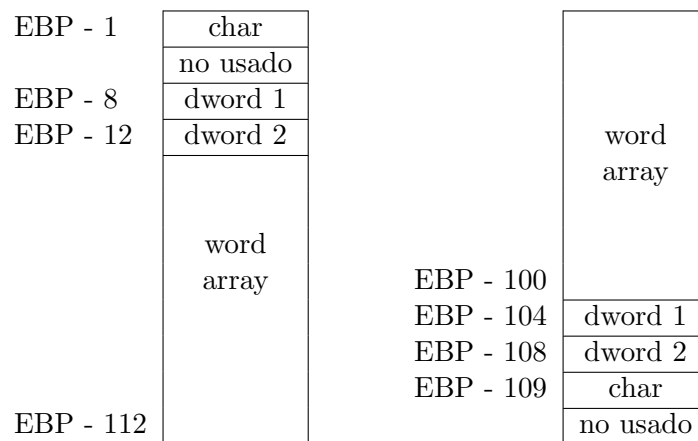 EBP - 1 char
no usado
EBP - 8 dword 1
EBP - 12 dword 2
word
array
EBP - 112
word
array
EBP - 100
EBP - 104 dword 1
EBP - 108 dword 2
EBP - 109 char
no usado